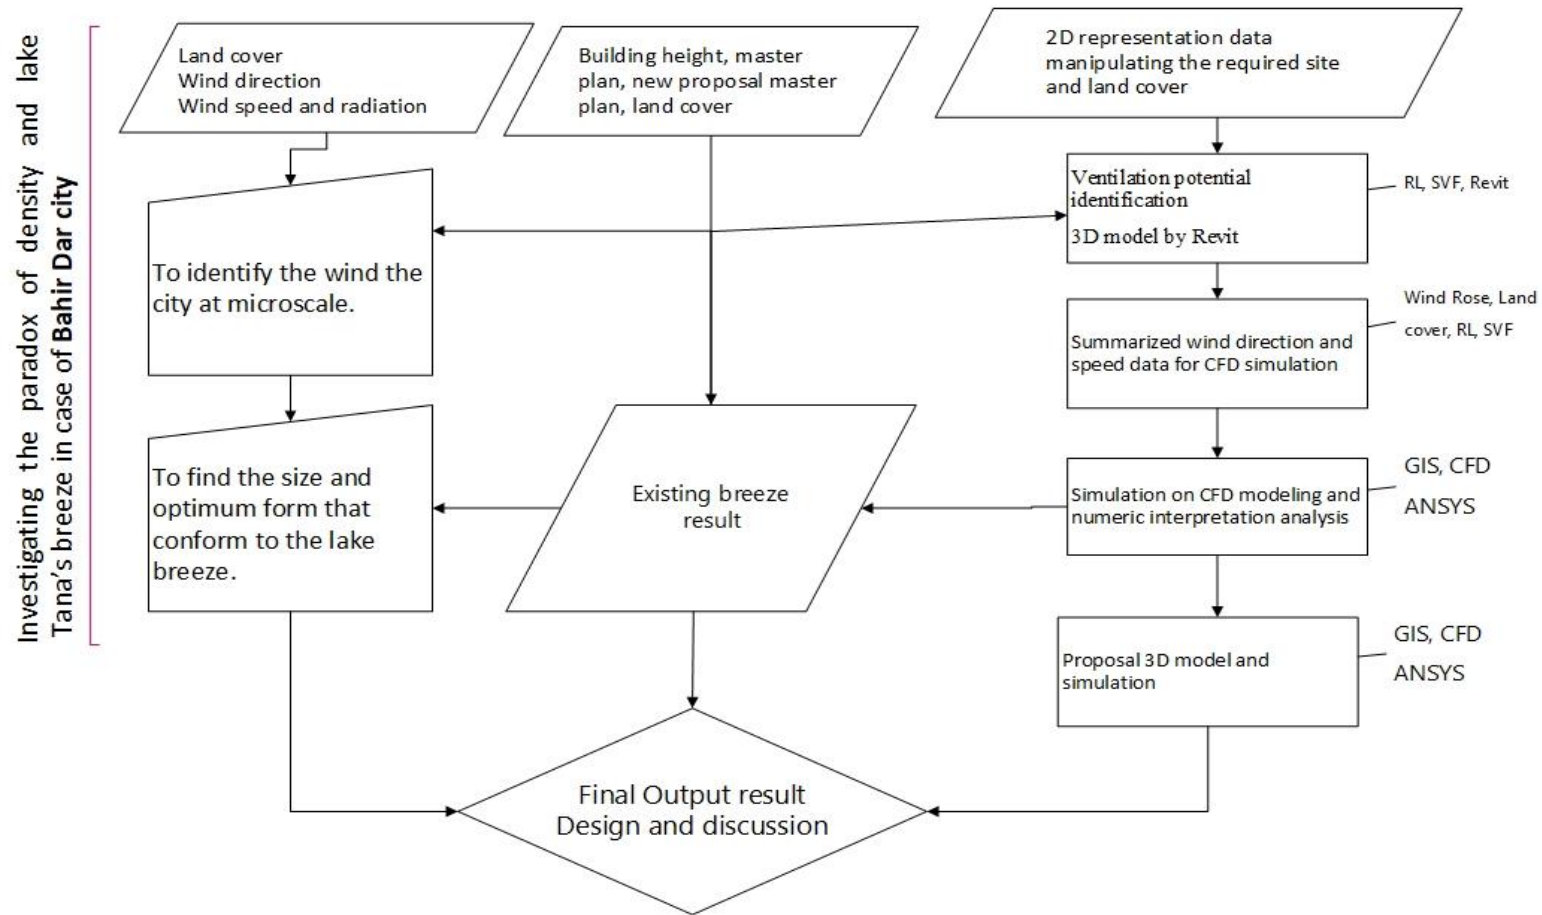 Investigating the paradox of density and lake
Tana's breeze in case of Bahir Dar city
Land cover
Wind direction
Wind speed and radiation
Building height, master
plan, new proposal master
plan, land cover
2D representation data
manipulating the required site
and land cover
To identify the wind the
city at microscale.
Ventilation potential
identification
3D model by Revit
RL, SVF, Revit
Summarized wind direction and
speed data for CFD simulation
Wind Rose, Land
cover, RL, SVF
To find the size and
optimum form that
conform to the lake
breeze.
Existing breeze
result
Simulation on CFD modeling and
numeric interpretation analysis
GIS, CFD
ANSYS
Proposal 3D model and
simulation
GIS, CFD
ANSYS
Final Output result
Design and discussion